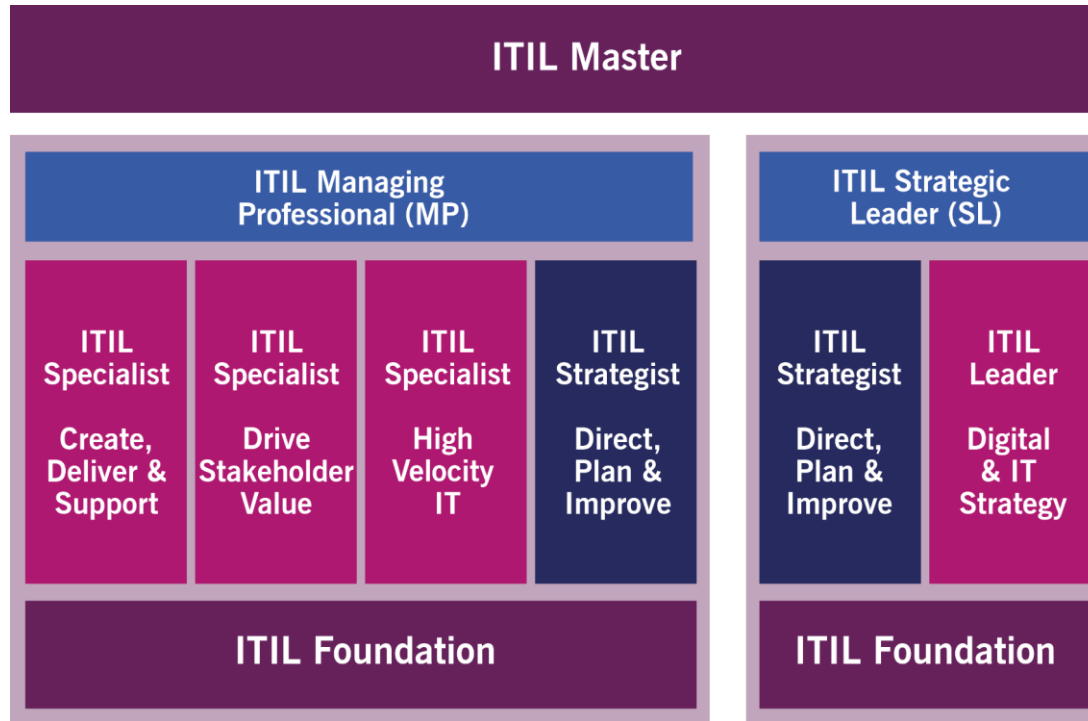 ITIL Master
ITIL Managing
Professional (MP)
ITIL Specialist
Create,
Deliver &
Support
ITIL
Specialist
Drive
Stakeholder
Value
ITIL
Specialist
High
Velocity
IT
ITIL
Strategist
Direct,
Plan &
Improve
ITIL Foundation
ITIL Strategic
Leader (SL)
ITIL
Strategist
Direct,
Plan &
Improve
ITIL
Leader
Digital
& IT
Strategy
ITIL Foundation